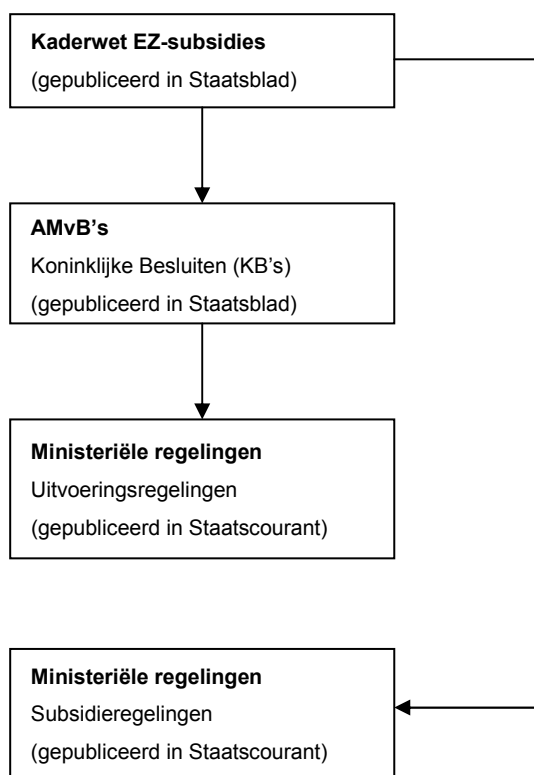 Kaderwet EZ-subsidies
(gepubliceerd in Staatsblad)
AMvB's
Koninklijke Besluiten (KB's)
(gepubliceerd in Staatsblad)
Ministeriële regelingen
Uitvoeringsregelingen
(gepubliceerd in Staatscourant)
Ministeriële regelingen
Subsidieregelingen
(gepubliceerd in Staatscourant)